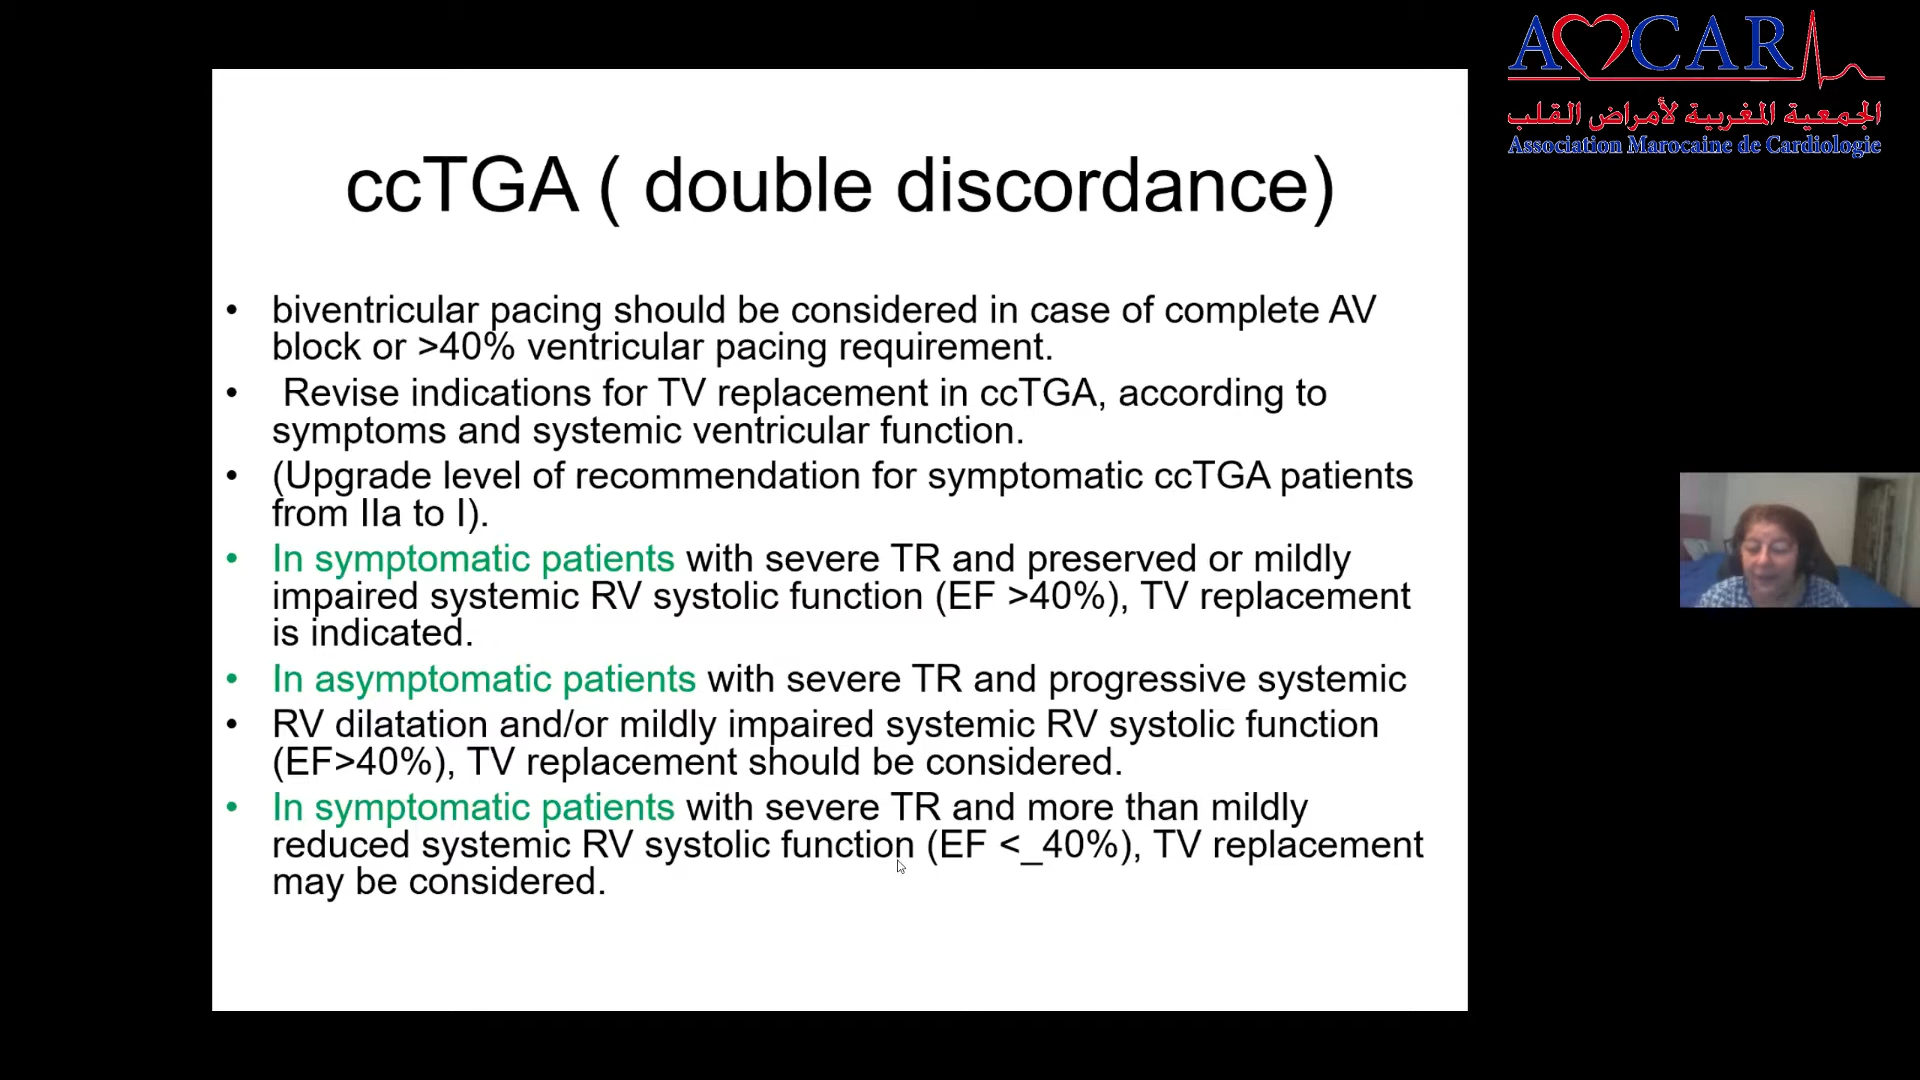 AMCAR
الجمعية المغربية لأمراض القلب
Association Marocaine de Cardiologie
ccTGA ( double discordance)
• biventricular pacing should be considered in case of complete AV
block or >40% ventricular pacing requirement.
• Revise indications for TV replacement in ccTGA, according to
symptoms and systemic ventricular function.
• (Upgrade level of recommendation for symptomatic ccTGA patients
from IIa to I).
• In symptomatic patients with severe TR and preserved or mildly
impaired systemic RV systolic function (EF >40%), TV replacement
is indicated.
• In asymptomatic patients with severe TR and progressive systemic
• RV dilatation and/or mildly impaired systemic RV systolic function
(EF>40%), TV replacement should be considered.
• In symptomatic patients with severe TR and more than mildly
reduced systemic RV systolic function (EF <_40%), TV replacement
may be considered.